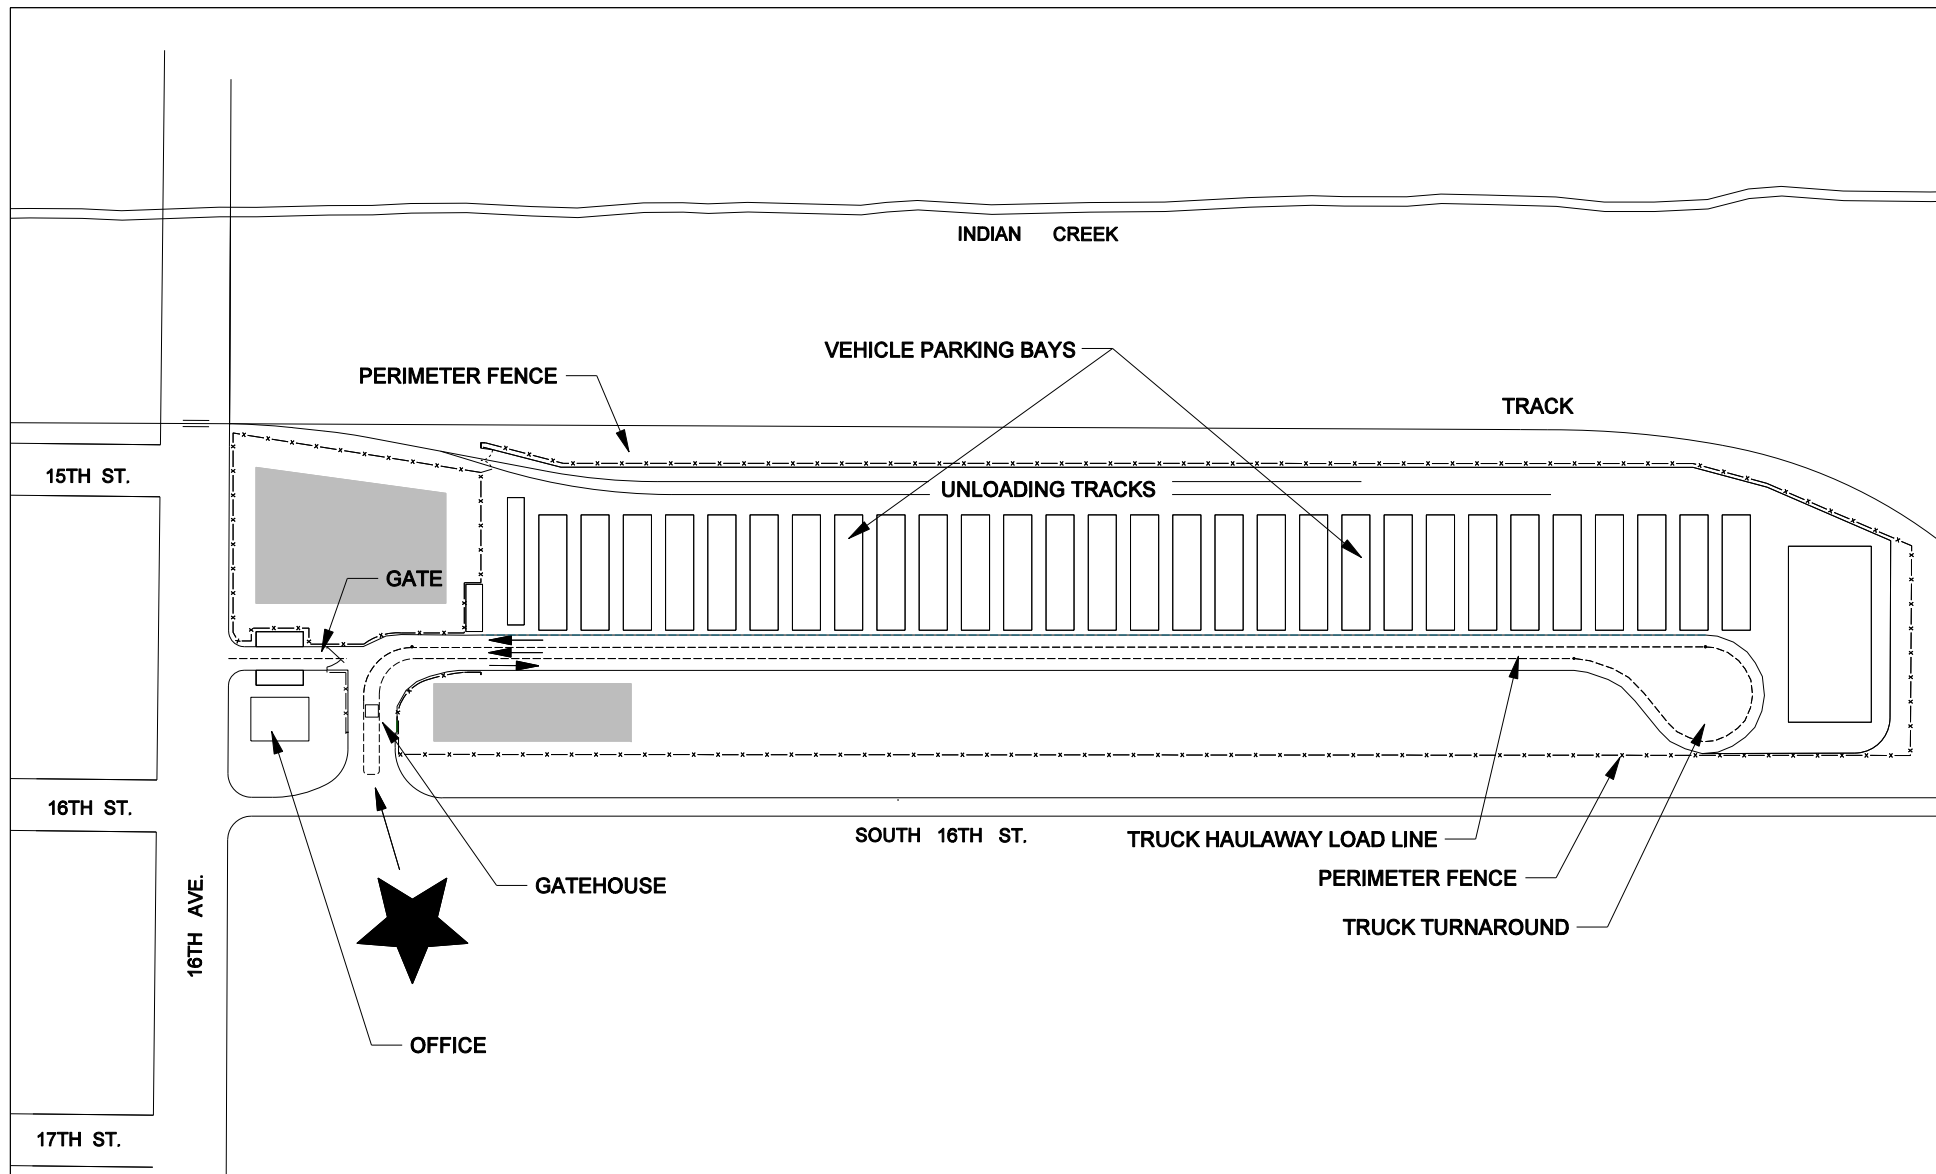 INDIAN CREEK
VEHICLE PARKING BAYS
PERIMETER FENCE
TRACK
15TH ST.
UNLOADING TRACKS
GATE
16TH ST.
SOUTH 16TH ST.
TRUCK HAULAWAY LOAD LINE
PERIMETER FENCE
GATEHOUSE
16TH AVE.
TRUCK TURNAROUND
OFFICE
17TH ST.